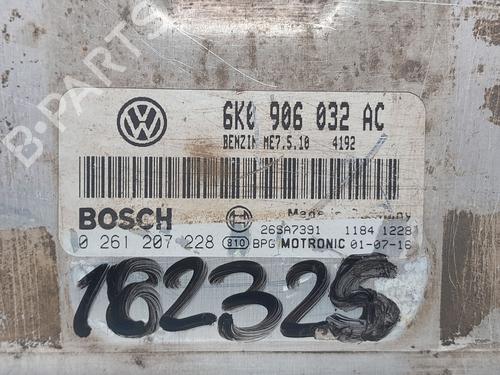 B-PARTS
6K0 906 032 AC
BENZIN ME7.5.10 4192
BOSCH
Made in Germany
26SA7391 1184 1228
0 261 207 228 810 BPG MOTRONIC 01-07-16
162325